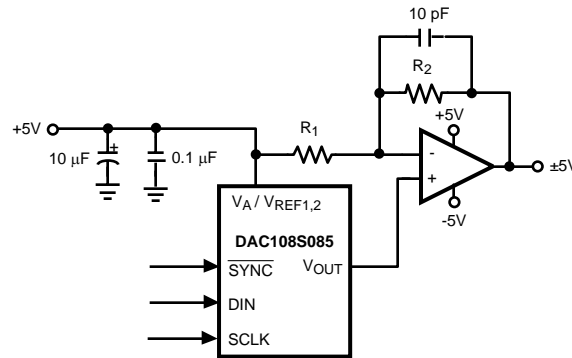 10 pF
R2
+5V
R1
+5V
10 μF
+
0.1 μF
-
+
±5V
-5V
VA / VREF1,2
DAC108S085
SYNC
VOUT
DIN
SCLK